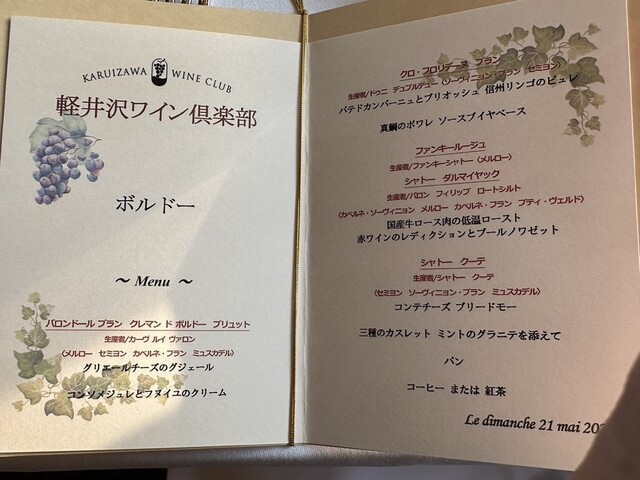 KARUIZAWA WINE CLUB
軽井沢ワイン倶楽部
ボルドー
～ Menu ～
バロンドール ブラン クレマン ド ボルドー ブリュット
生産者/カーヴ ルイ ヴァロン
〈メルロー セミヨン カベルネ・フラン ミュスカデル〉
グリエールチーズのグジェール
コンソメジュレとフヌイユのクリーム
クロ・フロリデーヌ ブラン
生産者/ドゥニ デュブルデュー〈ソーヴィニョン・ブラン セミヨン〉
パテドカンパーニュとブリオッシュ 信州リンゴのピュレ
真鯛のポワレ ソースブイヤベース
ファンキールージュ
生産者/ファンキーシャトー〈メルロー〉
シャトー ダルマイヤック
生産者/バロン フィリップ ロートシルト
〈カベルネ・ソーヴィニョン メルロー カベルネ・フラン プティ・ヴェルド〉
国産牛ロース肉の低温ロースト
赤ワインのレディクションとブールノワゼット
シャトー クーテ
生産者/シャトー クーテ
〈セミヨン ソーヴィニョン・ブラン ミュスカデル〉
コンテチーズ ブリードモー
三種のカスレット ミントのグラニテを添えて
パン
コーヒー または 紅茶
Le dimanche 21 mai